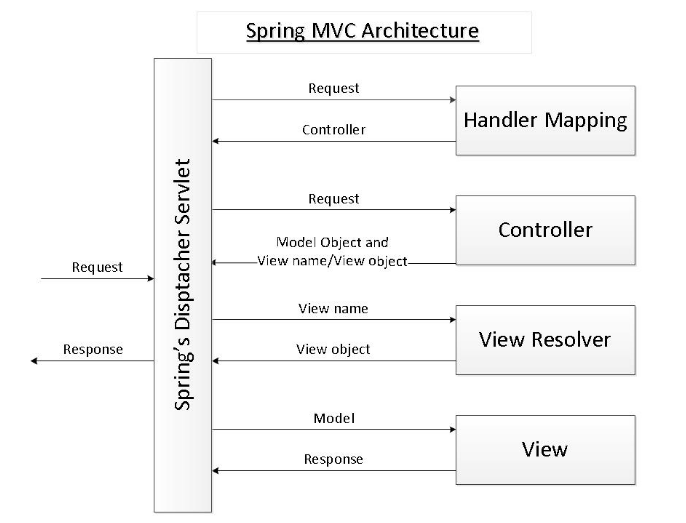 Spring MVC Architecture
Request
Handler Mapping
Controller
Request
Controller
Model Object and
View name/View object
Request
Spring's Disptacher Servlet
View name
View Resolver
View object
Response
Model
View
Response